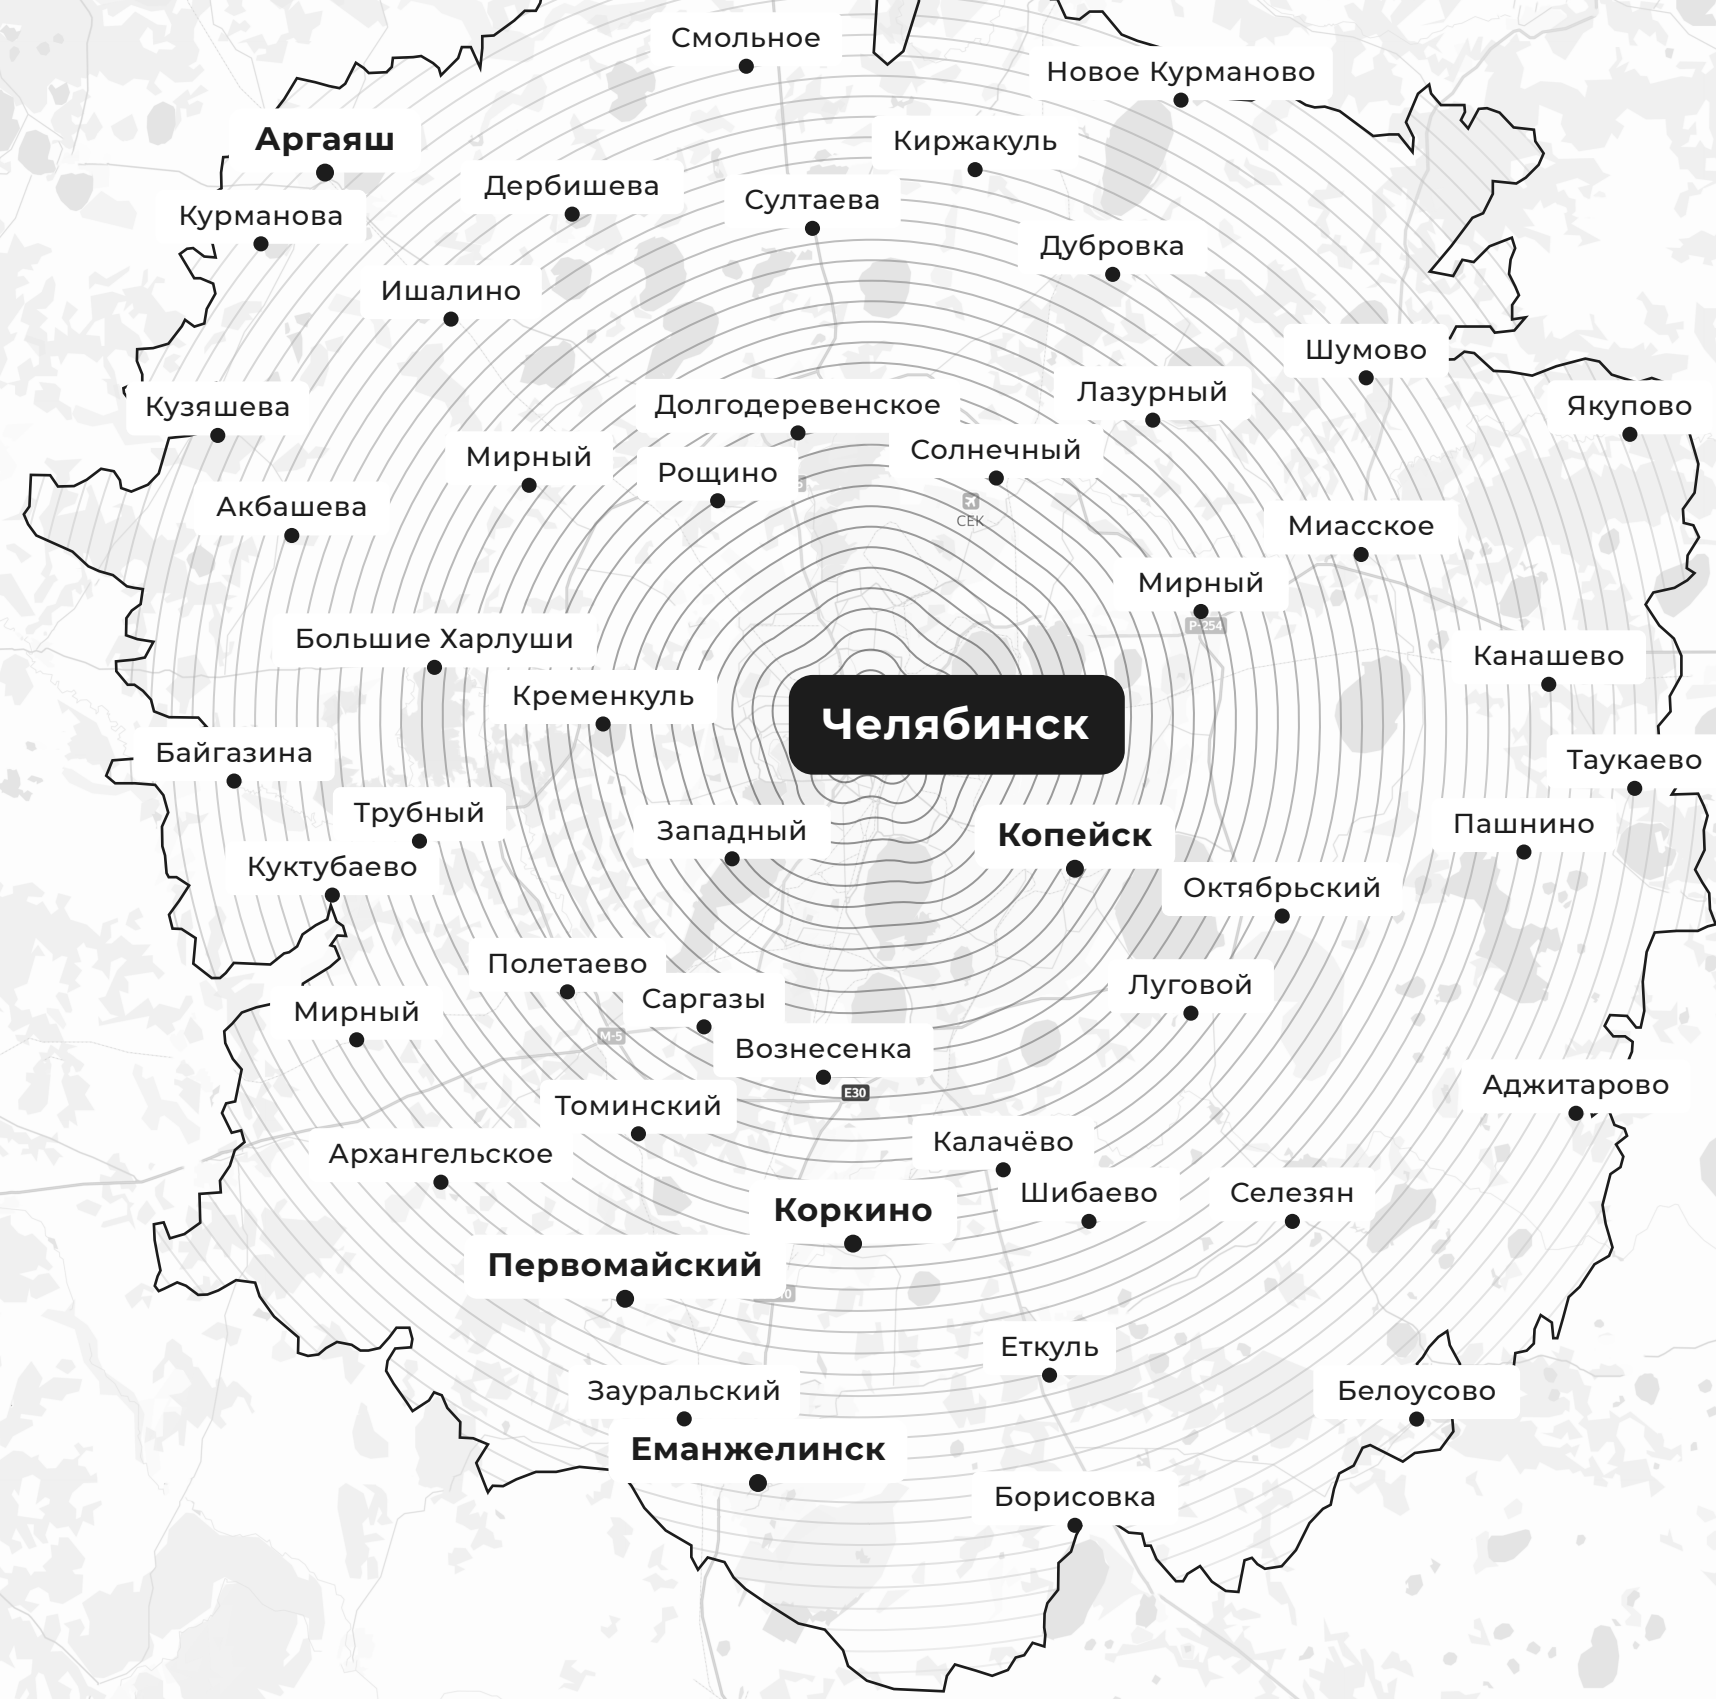 Смольное
Новое Курманово
Аргаяш
Киржакуль
Дербишева
Султаева
Курманова
Дубровка
Ишалино
Шумово
Лазурный
Долгодеревенское
Якупово
Кузяшева
Солнечный
Мирный
Рощино
Акбашева
CEK
Миасское
Мирный
Р-254
Большие Харлуши
Канашево
Кременкуль
Челябинск
Байгазина
Таукаево
Трубный
Западный
Копейск
Пашнино
Куктубаево
Октябрьский
Полетаево
Саргазы
Луговой
Мирный
М-5
Вознесенка
E30
Аджитарово
Томинский
Архангельское
Калачёво
Шибаево
Селезян
Коркино
Первомайский
Еткуль
Зауральский
Белоусово
Еманжелинск
Борисовка